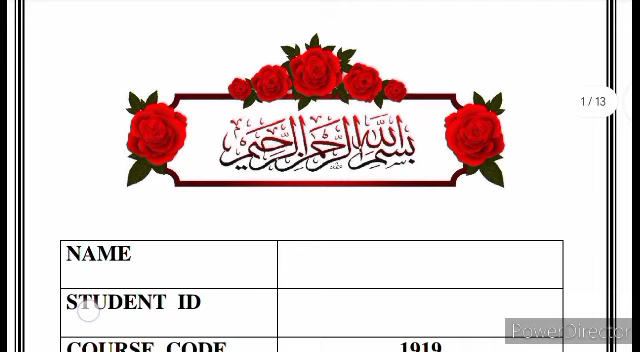 1 / 13
بسم الله الرحمن الرحيم
NAME
STUDENT ID
COURSE CODE 1919
PowerDirector